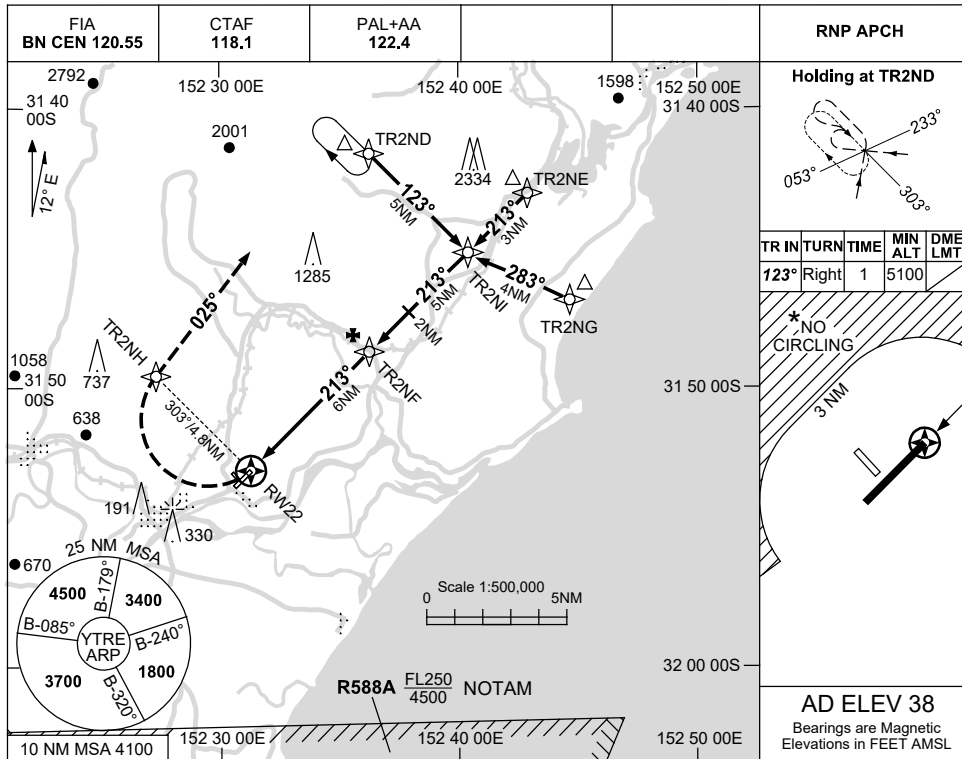 FIA
BN CEN 120.55
CTAF
118.1
PAL+AA
122.4
RNP APCH
152 30 00E
152 40 00E
152 50 00E
2792
31 40
00S
1598
31 40 00S
2001
12° E
TR2ND
2334
TR2NE
123°
5NM
213°
3NM
1285
TR2NI
283°
4NM
TR2NG
213°
5NM
2NM
025°
TR2NH
TR2NF
1058
31 50
00S
737
31 50 00S
638
303°/4.8NM
213°
6NM
RW22
191
330
670
25 NM MSA
4500
B-179°
3400
B-085°
YTRE
ARP
B-240°
3700
B-320°
1800
Scale 1:500,000
0
5NM
32 00 00S
R588A FL250
4500 NOTAM
10 NM MSA 4100
152 30 00E
152 40 00E
152 50 00E
Holding at TR2ND
233°
053°
303°
TR IN
TURN
TIME
MIN
ALT
DME
LMT
123°
Right
1
5100
*NO
CIRCLING
3 NM
AD ELEV 38
Bearings are Magnetic
Elevations in FEET AMSL